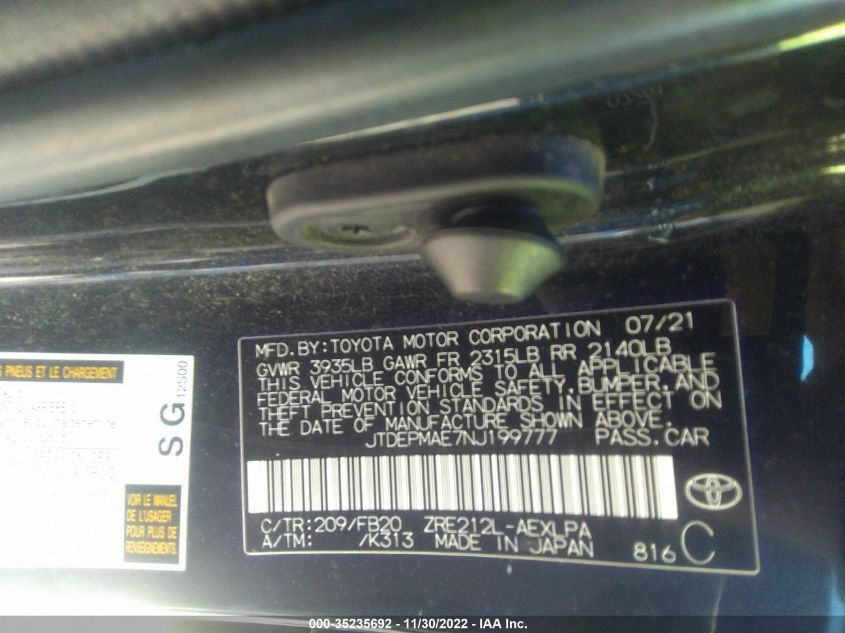 MFD. BY: TOYOTA MOTOR CORPORATION 07/21
GVWR 3935LB GAWR FR 2315LB RR 2140LB
THIS VEHICLE CONFORMS TO ALL APPLICABLE
FEDERAL MOTOR VEHICLE SAFETY, BUMPER, AND
THEFT PREVENTION STANDARDS IN EFFECT ON
THE DATE OF MANUFACTURE SHOWN ABOVE.
JTDEPMAE7NJ199777 PASS. CAR
C/TR: 209/FB20 ZRE212L-AEXLPA
A/TM: /K313 MADE IN JAPAN 816 C
PNEUS ET LE CHARGEMENT
SG 12S00
VOIR LE MANUEL
DE L'USAGER
POUR PLUS DE
RENSEIGNEMENTS
000-35235692 - 11/30/2022 - IAA Inc.